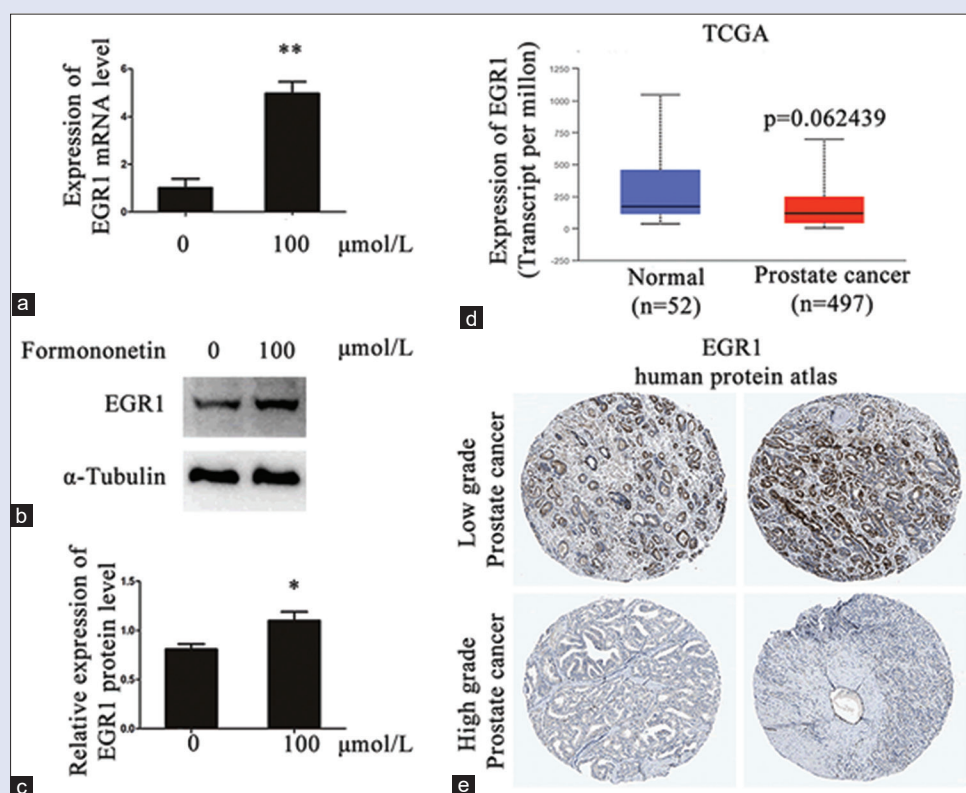 Expression of
EGR1 mRNA level
6
4
2
0
**
0 100 μmol/L
a
Formononetin 0 100 μmol/L
EGR1
α-Tubulin
b
Relative expression of
EGR1 protein level
1.5
1.0
0.5
0.0
*
0 100 μmol/L
c
TCGA
Expression of EGR1
(Transcript per millon)
1250
1000
750
500
250
0
-250
p=0.062439
Normal
(n=52)
Prostate cancer
(n=497)
d
EGR1
human protein atlas
Low grade
Prostate cancer
High grade
Prostate cancer
e